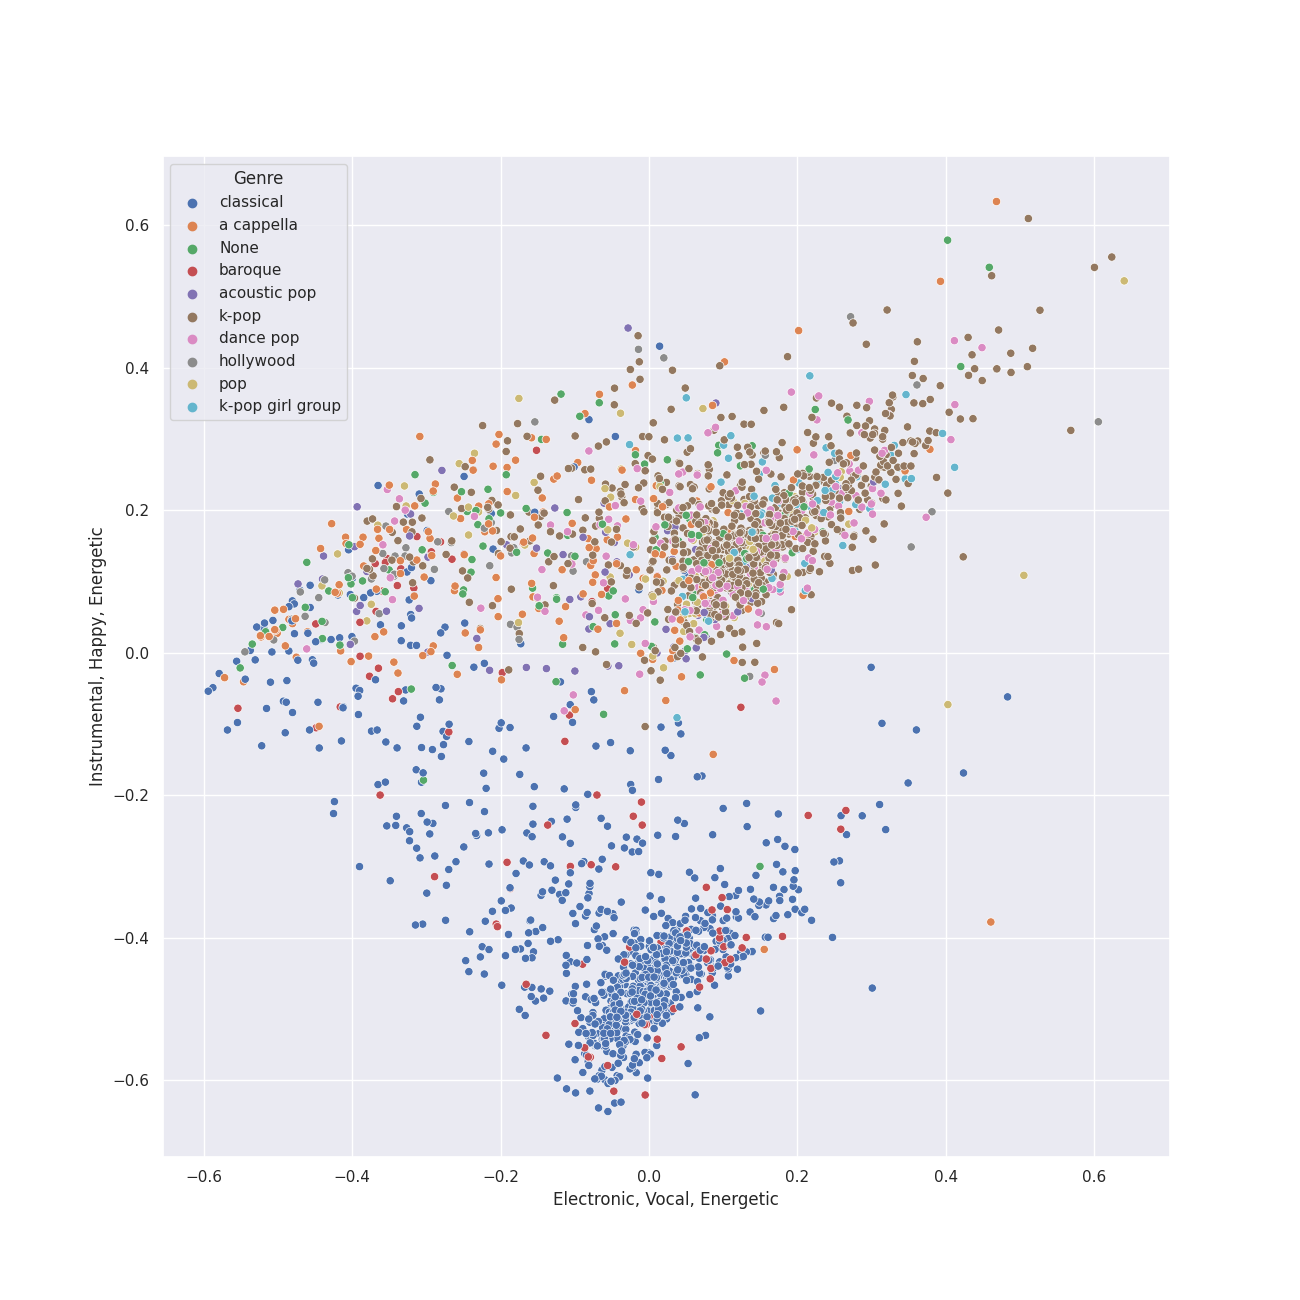 Genre
classical
a cappella
None
baroque
acoustic pop
k-pop
dance pop
hollywood
pop
k-pop girl group
0.6
0.4
0.2
0.0
−0.2
−0.4
−0.6
Instrumental, Happy, Energetic
−0.6 −0.4 −0.2 0.0 0.2 0.4 0.6
Electronic, Vocal, Energetic